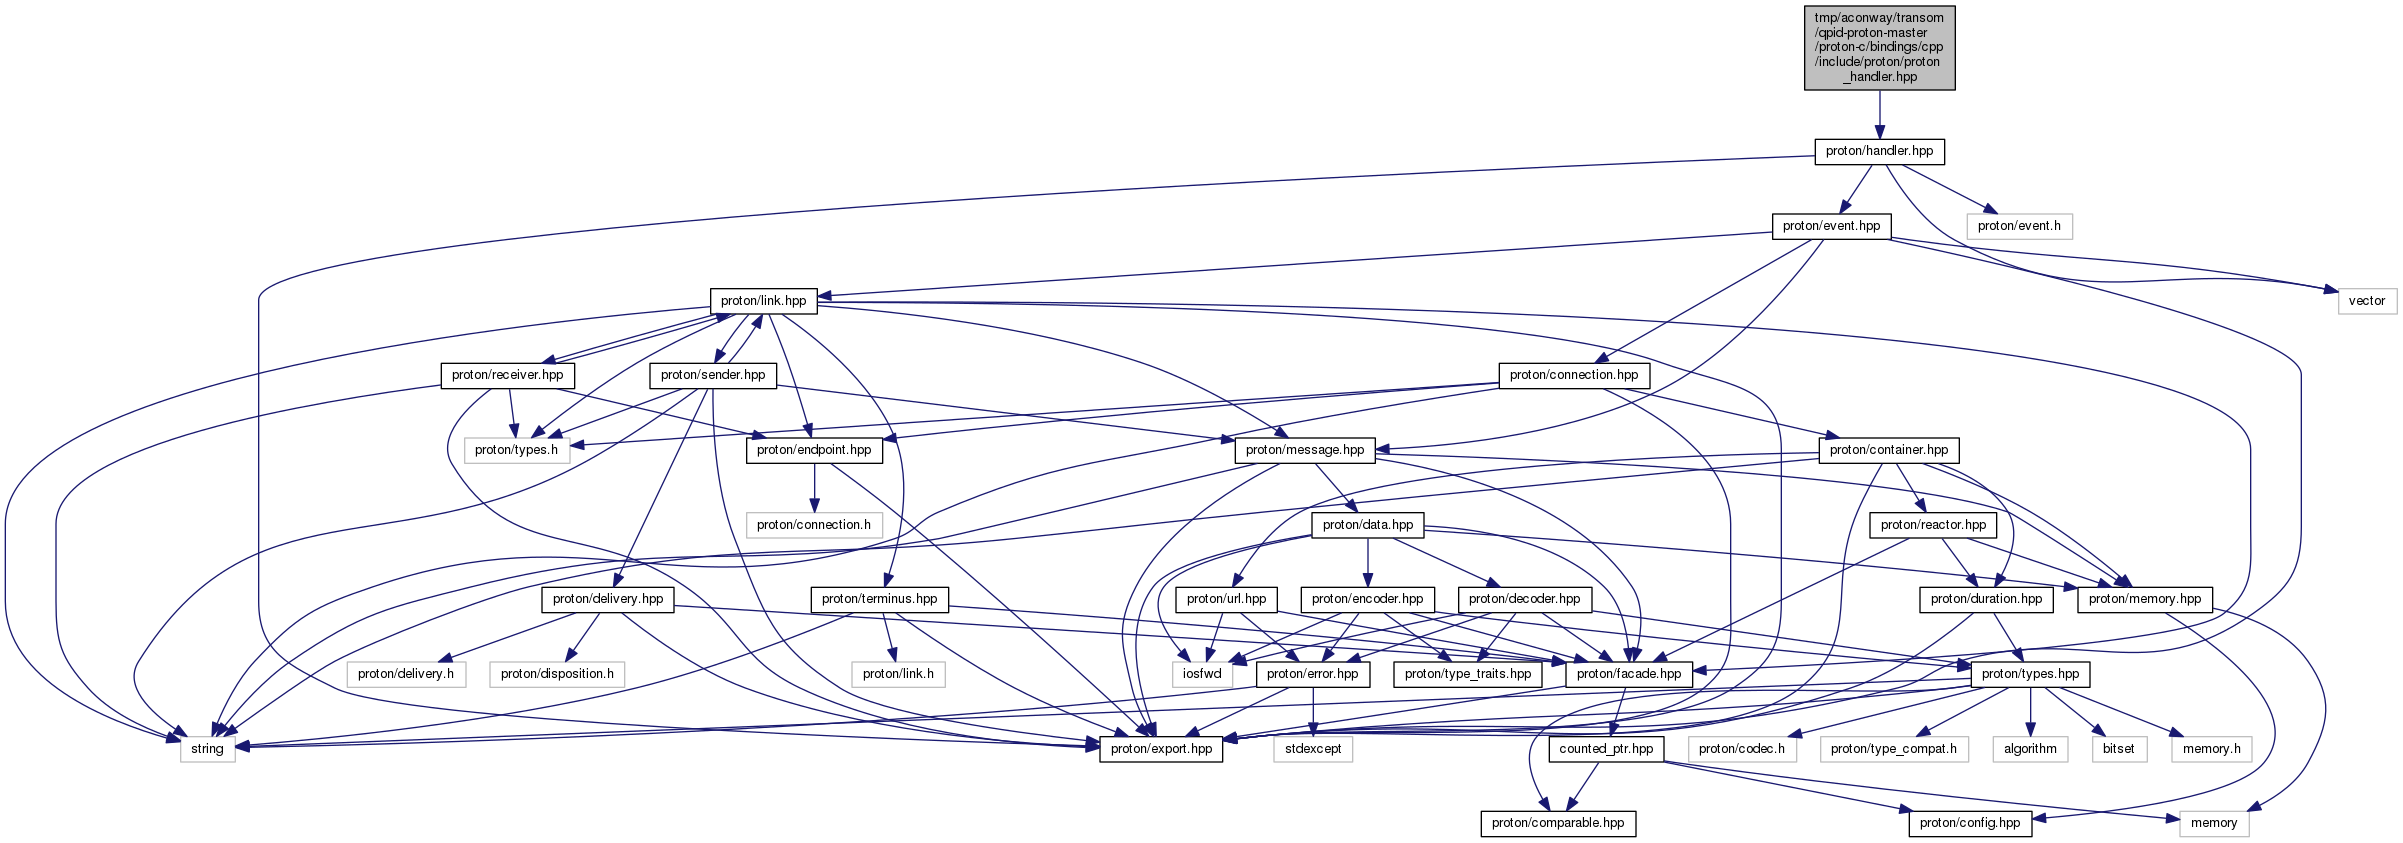 tmp/aconway/transom
/qpid-proton-master
/proton-c/bindings/cpp
/include/proton/proton
_handler.hpp
proton/handler.hpp
proton/event.hpp
proton/event.h
proton/link.hpp
vector
proton/receiver.hpp
proton/sender.hpp
proton/connection.hpp
proton/types.h
proton/endpoint.hpp
proton/message.hpp
proton/container.hpp
proton/connection.h
proton/data.hpp
proton/reactor.hpp
proton/delivery.hpp
proton/terminus.hpp
proton/url.hpp
proton/encoder.hpp
proton/decoder.hpp
proton/duration.hpp
proton/memory.hpp
proton/delivery.h
proton/disposition.h
proton/link.h
iosfwd
proton/error.hpp
proton/type_traits.hpp
proton/facade.hpp
proton/types.hpp
string
proton/export.hpp
stdexcept
counted_ptr.hpp
proton/codec.h
proton/type_compat.h
algorithm
bitset
memory.h
proton/comparable.hpp
proton/config.hpp
memory